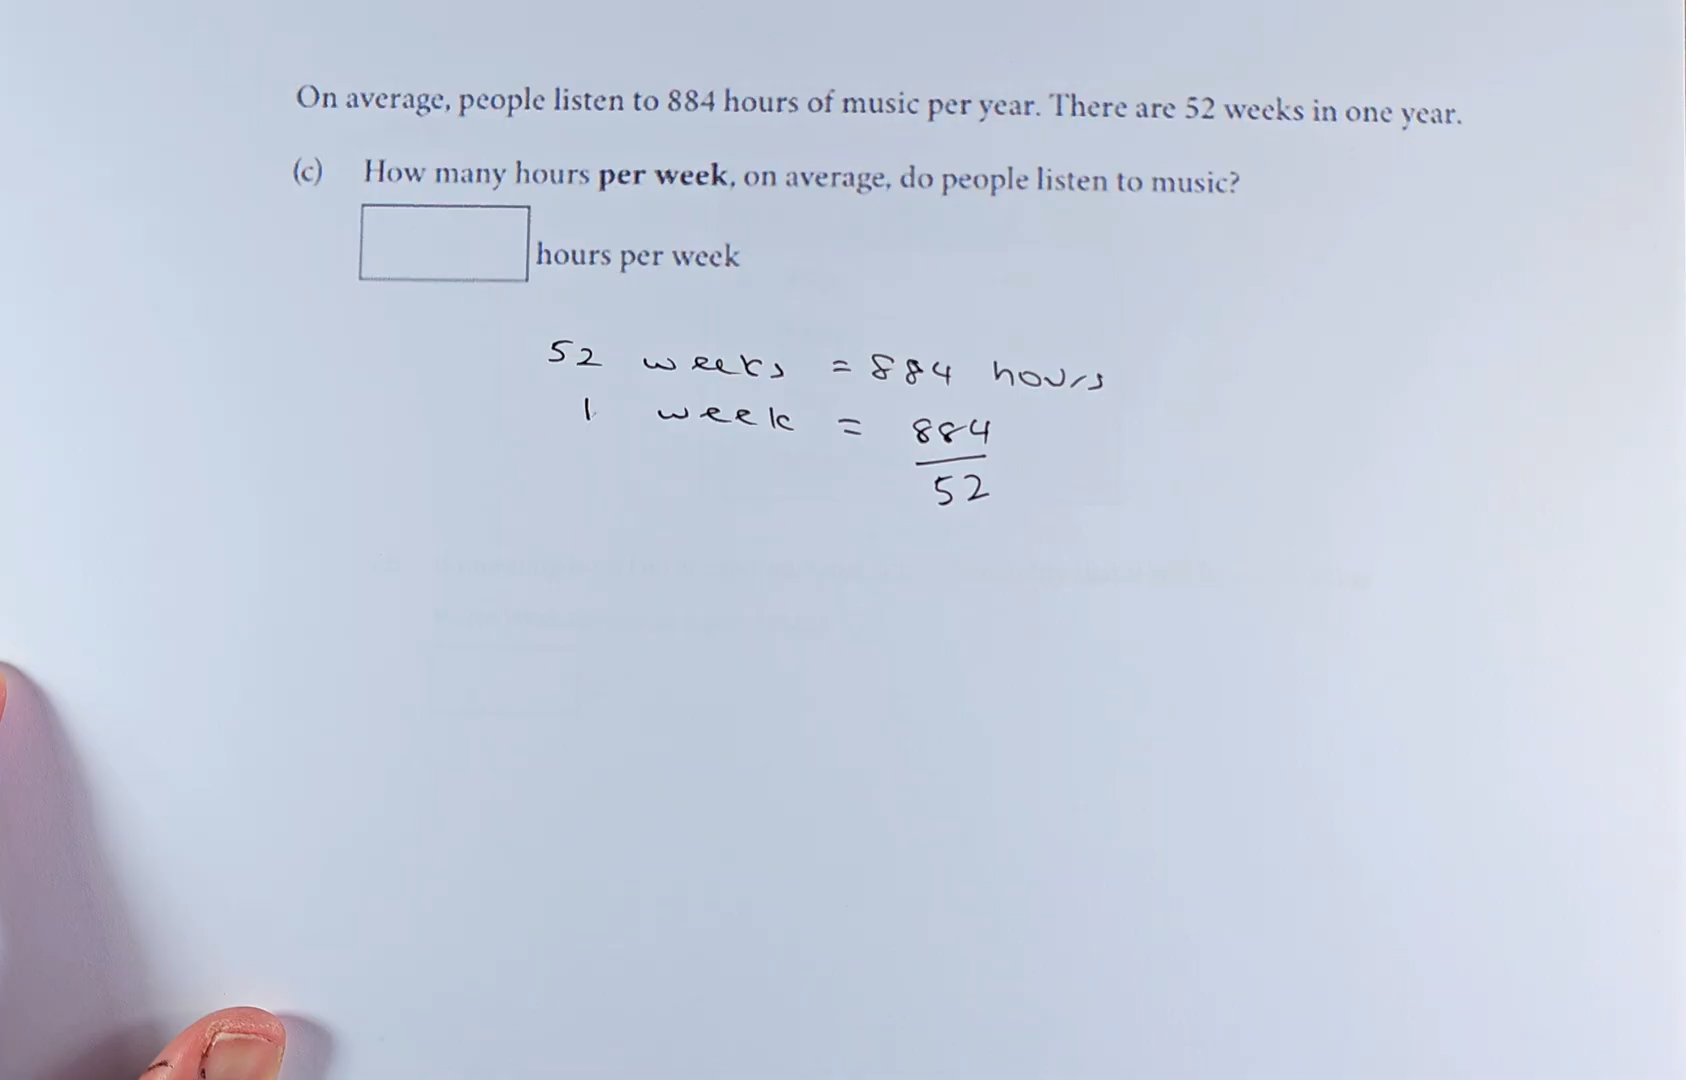 On average, people listen to 884 hours of music per year. There are 52 weeks in one year.
(c) How many hours per week, on average, do people listen to music?
hours per week
52 weeks = 884 hours
1 week = 884
52